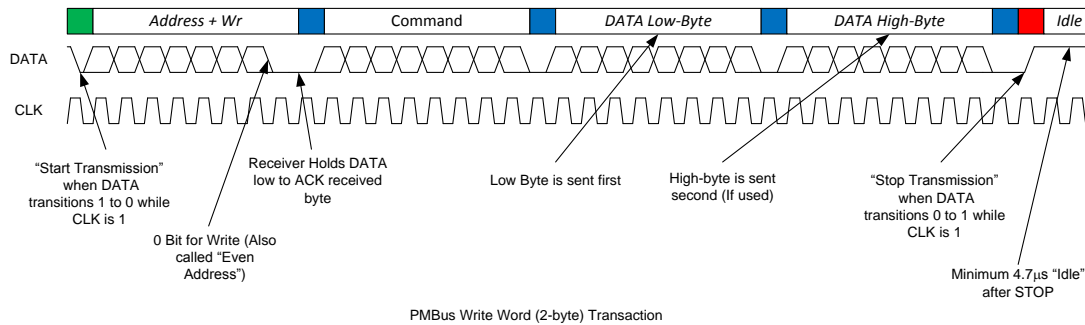 Address + Wr Command DATA Low-Byte DATA High-Byte Idle
DATA
CLK
“Start Transmission”
when DATA
transitions 1 to 0 while
CLK is 1
0 Bit for Write (Also
called “Even
Address”)
Receiver Holds DATA
low to ACK received
byte
Low Byte is sent first
High-byte is sent
second (If used)
“Stop Transmission”
when DATA
transitions 0 to 1 while
CLK is 1
Minimum 4.7μs “Idle”
after STOP
PMBus Write Word (2-byte) Transaction